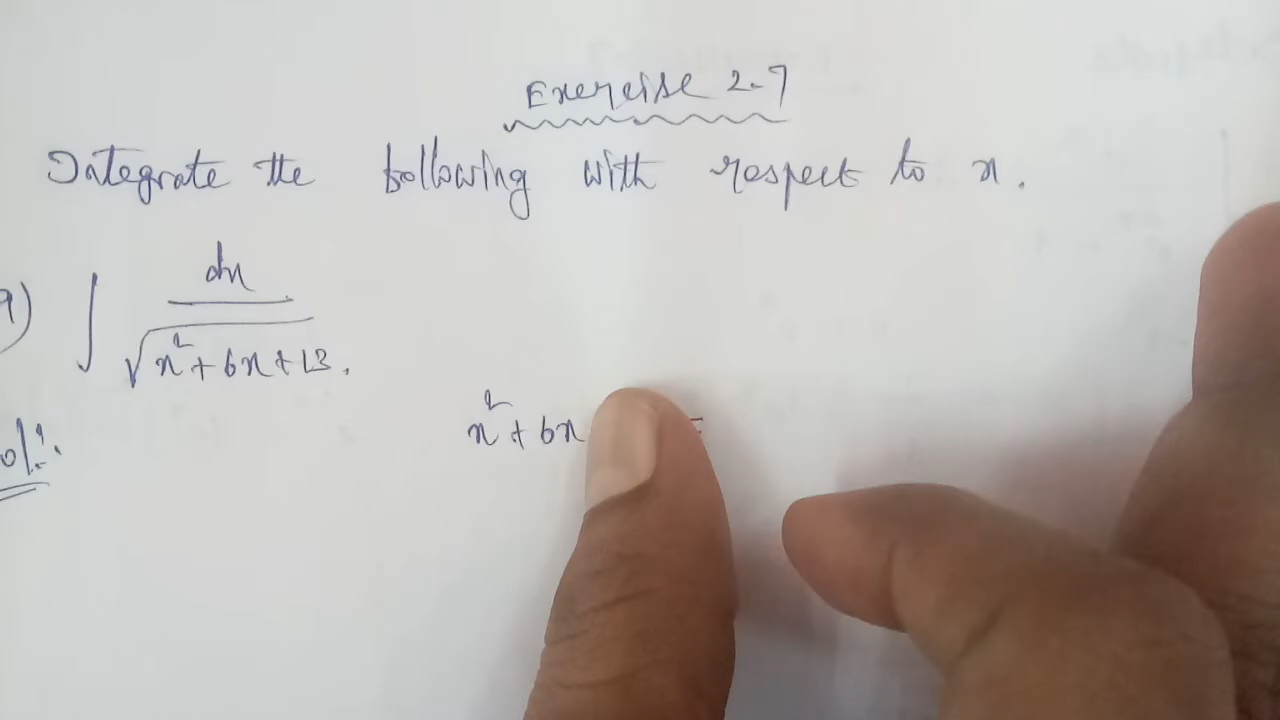 Exercise 2.7
Integrate the following with respect to x.
9) ∫ dx / √x²+6x+13.
Sol:
x²+6x =